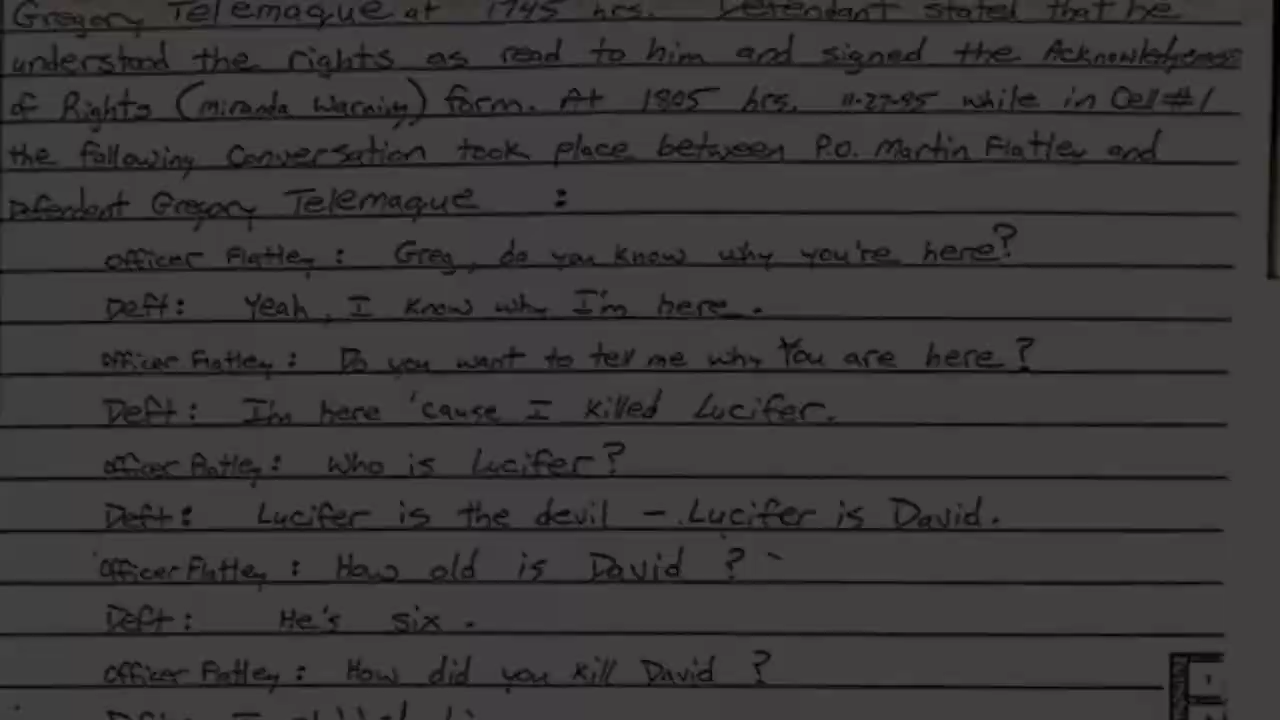 Gregory Telemaque at 1745 hrs. Defendant stated that he
understood the rights as read to him and signed the Acknowledgement
of Rights (miranda Warning) form. At 1805 hrs. 11-27-85 while in Cell #1
the following Conversation took place between P.O. Martin Flatley and
Defendant Gregory Telemaque :
Officer Flatley : Greg, do you know why you're here?
Deft: Yeah, I know why I'm here.
Officer Flatley : Do you want to tell me why You are here?
Deft: I'm here 'cause I killed Lucifer.
Officer Flatley : Who is Lucifer?
Deft: Lucifer is the devil - Lucifer is David.
Officer Flatley : How old is David ?
Deft: He's six.
Officer Flatley : How did you kill David ?
Deft: I